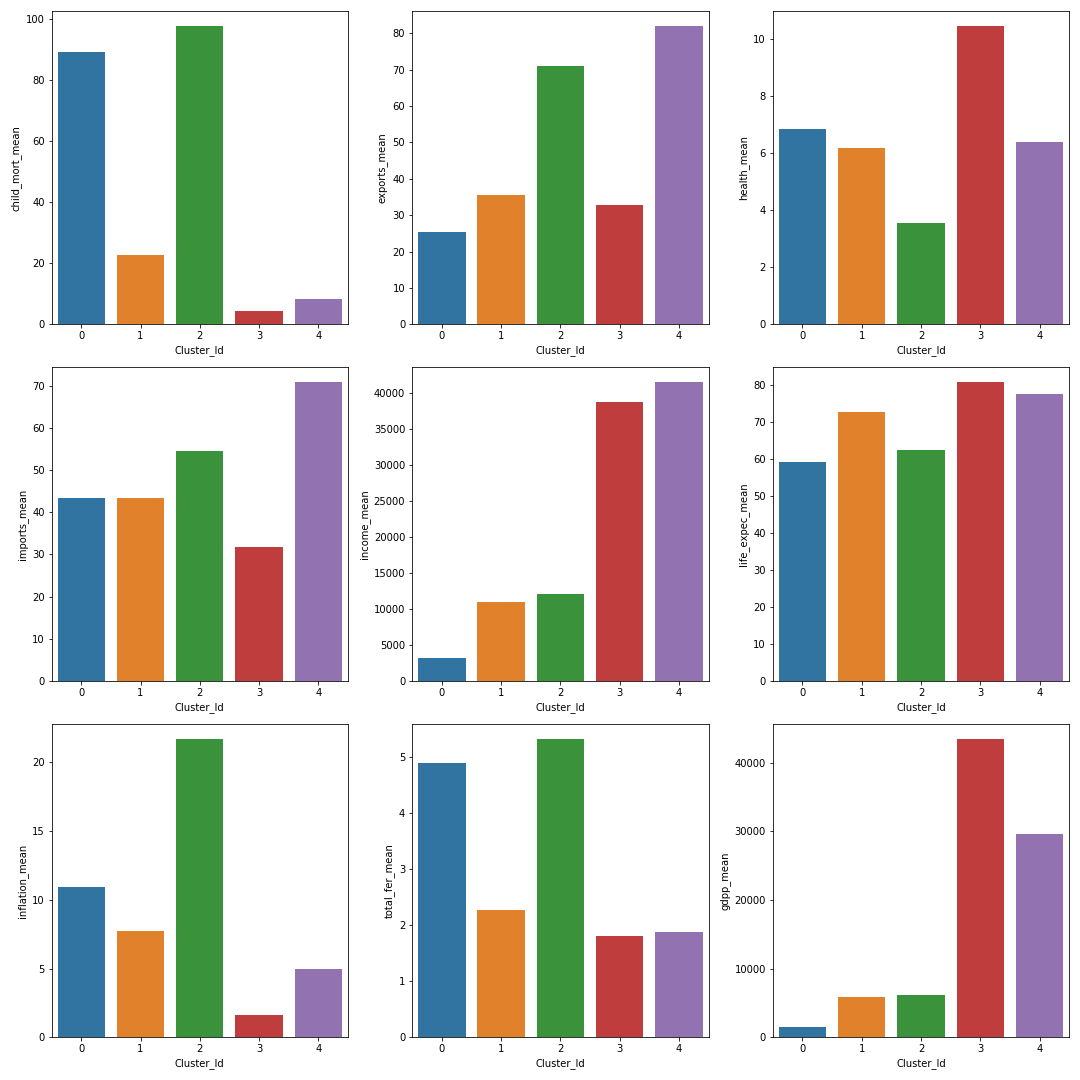 child_mort_mean
100
80
60
40
20
0
0 1 2 3 4
Cluster_Id
exports_mean
80
70
60
50
40
30
20
10
0
0 1 2 3 4
Cluster_Id
health_mean
10
8
6
4
2
0
0 1 2 3 4
Cluster_Id
imports_mean
70
60
50
40
30
20
10
0
0 1 2 3 4
Cluster_Id
income_mean
40000
35000
30000
25000
20000
15000
10000
5000
0
0 1 2 3 4
Cluster_Id
life_expec_mean
80
70
60
50
40
30
20
10
0
0 1 2 3 4
Cluster_Id
inflation_mean
20
15
10
5
0
0 1 2 3 4
Cluster_Id
total_fer_mean
5
4
3
2
1
0
0 1 2 3 4
Cluster_Id
gdpp_mean
40000
30000
20000
10000
0
0 1 2 3 4
Cluster_Id